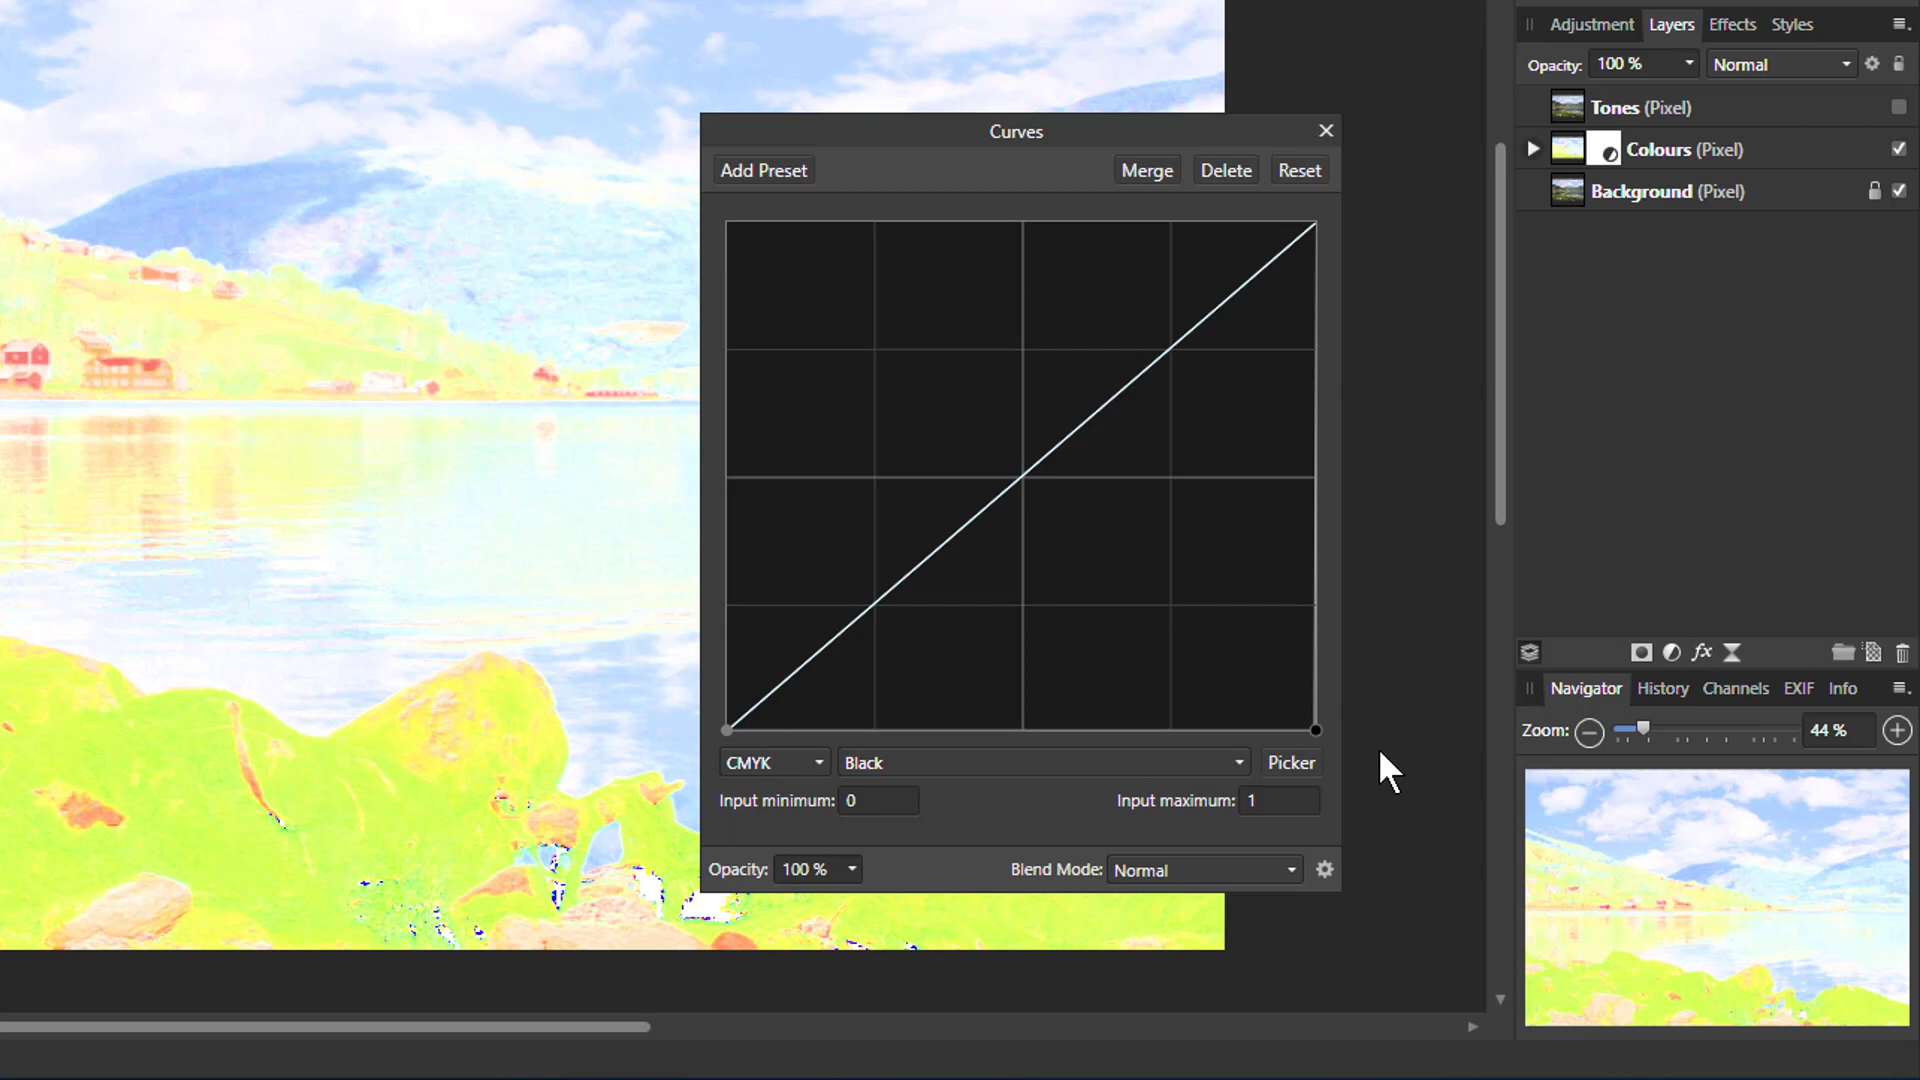 Adjustment Layers Effects Styles
Opacity: 100 % Normal
Tones (Pixel)
Colours (Pixel)
Background (Pixel)
Curves
Add Preset Merge Delete Reset
CMYK Black Picker
Input minimum: 0 Input maximum: 1
Opacity: 100 % Blend Mode: Normal
fx
Navigator History Channels EXIF Info
Zoom: 44 %